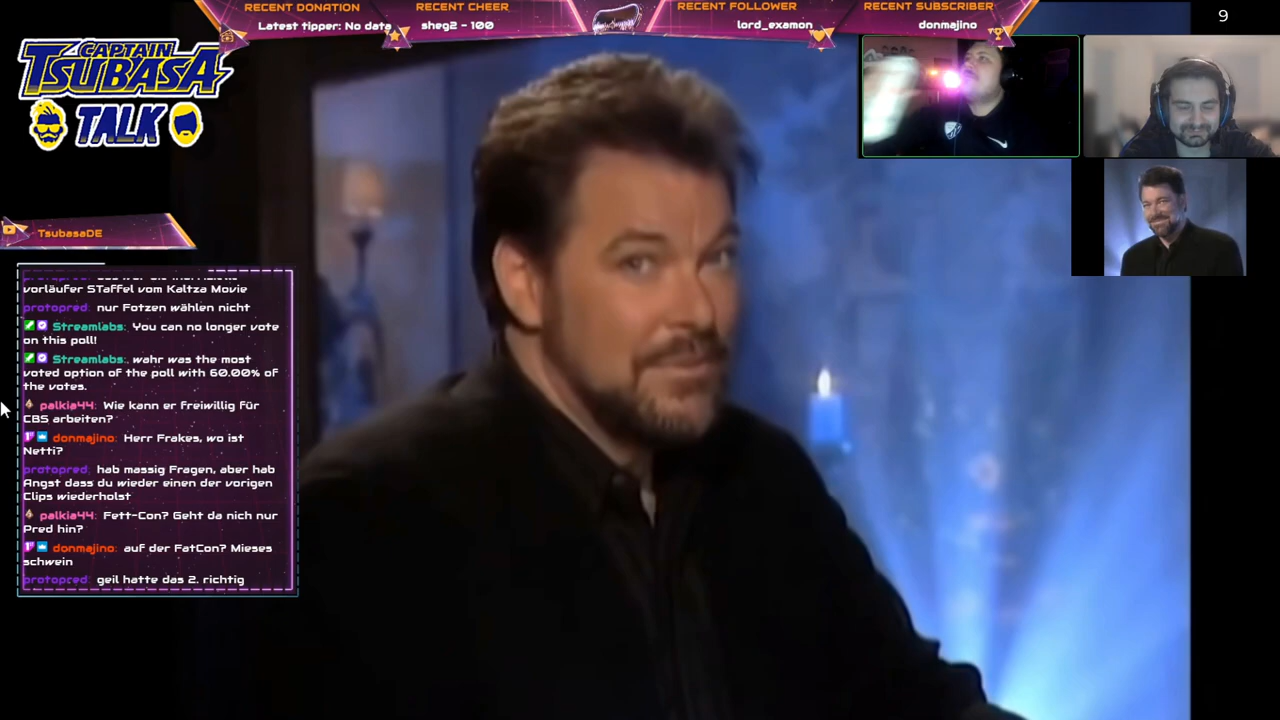 RECENT DONATION
Latest tipper: No data
RECENT CHEER
sheg2 - 100
RECENT FOLLOWER
lord_examon
RECENT SUBSCRIBER
donmajino
9
CAPTAIN
TSUBASA
TALK
TsubasaDE
vorläufer Staffel vom Kaltza Movie
protopred: nur Fotzen wählen nicht
Streamlabs: You can no longer vote
on this poll!
Streamlabs: wahr was the most
voted option of the poll with 60.00% of
the votes.
palkia44: Wie kann er freiwillig für
CBS arbeiten?
donmajino: Herr Frakes, wo ist
Netti?
protopred: hab massig Fragen, aber hab
Angst dass du wieder einen der vorigen
Clips wiederholst
palkia44: Fett-Con? Geht da nich nur
Pred hin?
donmajino: auf der FatCon? Mieses
schwein
protopred: geil hatte das 2. richtig